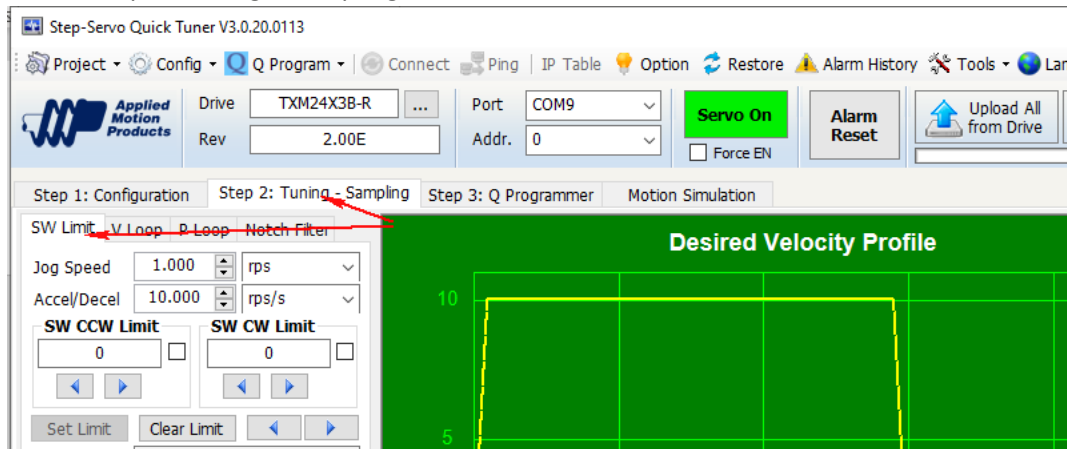 Step-Servo Quick Tuner V3.0.20.0113
Project Config Q Q Program Connect Ping IP Table Option Restore Alarm History Tools Lan
Applied Motion Products
Drive TXM24X3B-R ... Port COM9 Servo On Alarm Reset Upload All from Drive
Rev 2.00E Addr. 0 Force EN
Step 1: Configuration Step 2: Tuning - Sampling Step 3: Q Programmer Motion Simulation
SW Limit V Loop P Loop Notch Filter
Desired Velocity Profile
Jog Speed 1.000 rps
Accel/Decel 10.000 rps/s
10
SW CCW Limit SW CW Limit
0 0
Set Limit Clear Limit
5